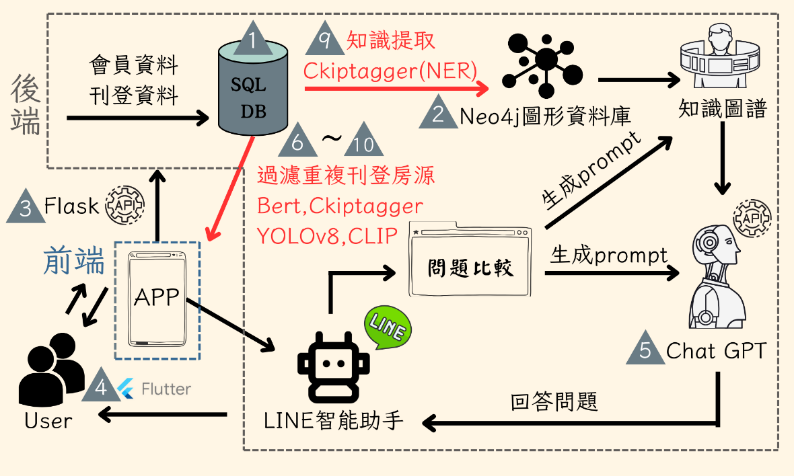 後端
會員資料
刊登資料
1
SQL
DB
9
知識提取
Ckiptagger(NER)
2
Neo4j圖形資料庫
知識圖譜
6
～
10
過濾重複刊登房源
Bert,Ckiptagger
YOLOv8,CLIP
3
Flask
API
前端
APP
問題比較
生成prompt
生成prompt
API
LINE
LINE智能助手
5
Chat GPT
回答問題
4
Flutter
User